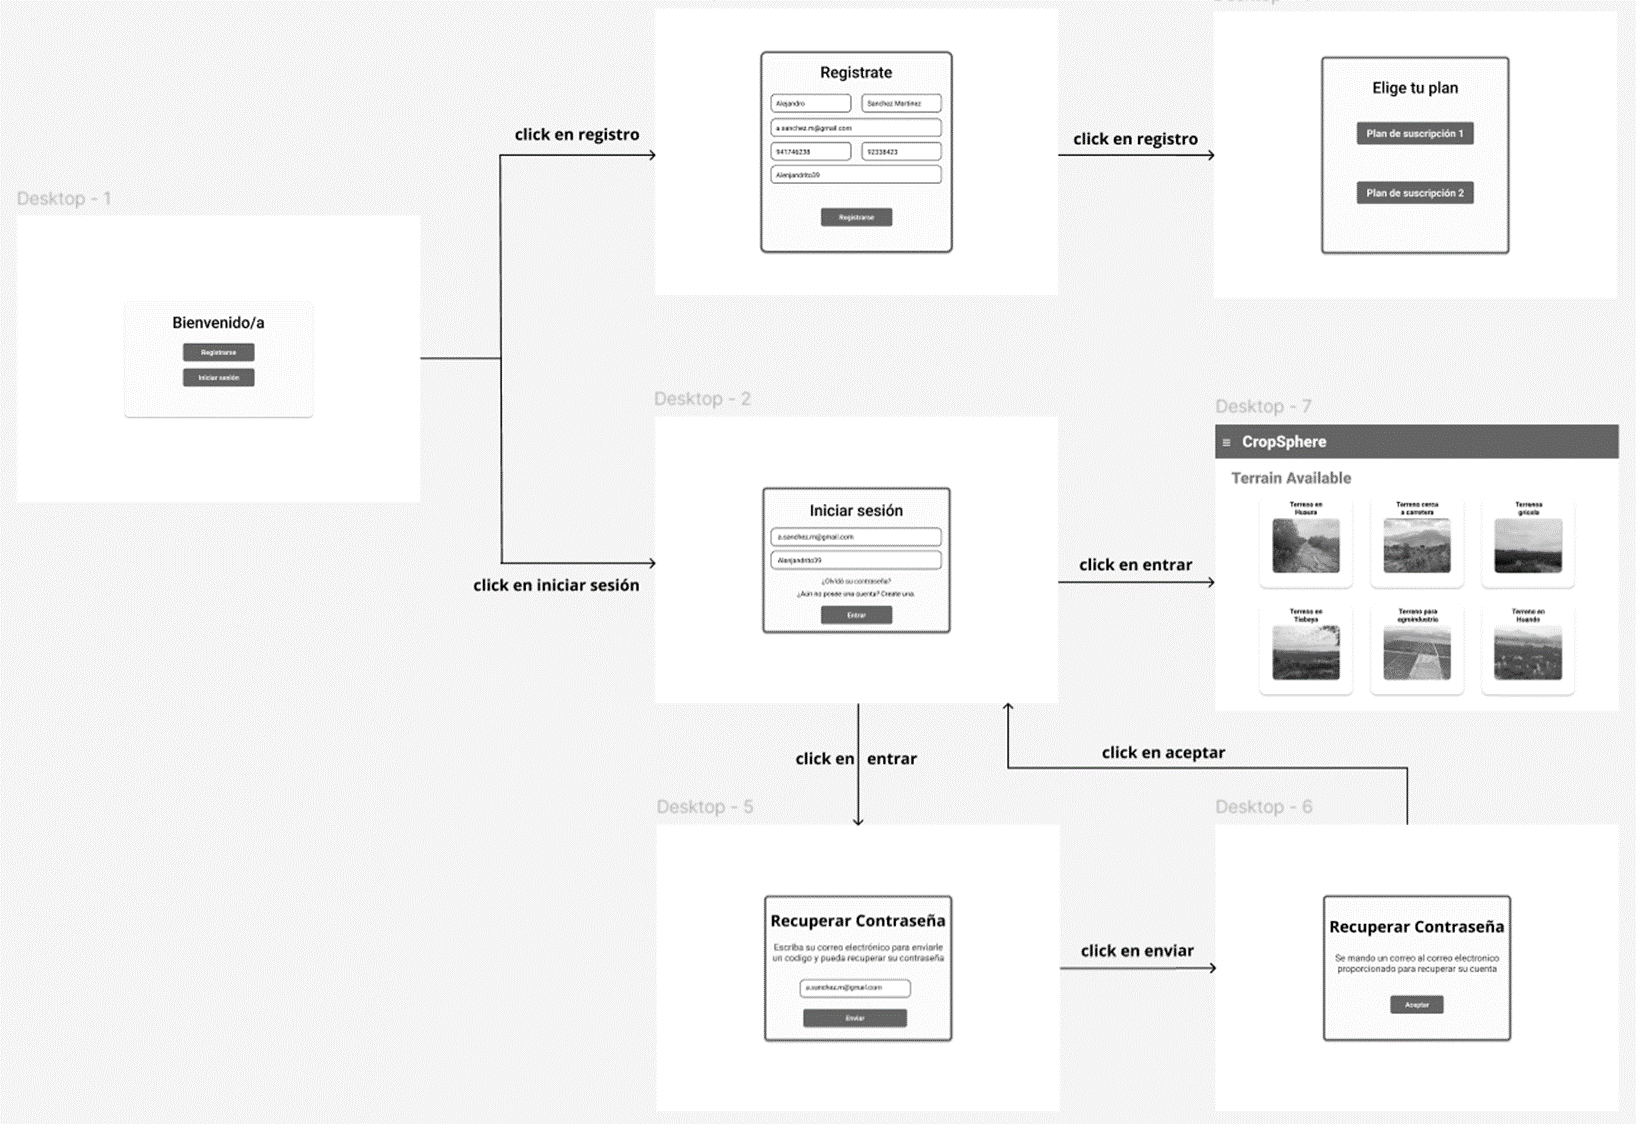 Registrate
Alejandro
Sanchez Martinez
a.sanchez.m@gmail.com
941746238
92338423
Alenjandrito39
Registrarse
click en registro
click en registro
Elige tu plan
Plan de suscripción 1
Plan de suscripción 2
Desktop - 1
Bienvenido/a
Registrarse
Iniciar sesión
click en iniciar sesión
Desktop - 2
Iniciar sesión
a.sanchez.m@gmail.com
Alenjandrito39
¿Olvidó su contraseña?
¿Aún no posee una cuenta? Create una.
Entrar
click en entrar
Desktop - 7
≡ CropSphere
Terrain Available
Terreno en
Huaura
Terreno cerca
a carretera
Terrenos
gricola
Terreno en
Tiabaya
Terreno para
agroindustria
Terreno en
Huando
click en entrar
click en aceptar
Desktop - 5
Recuperar Contraseña
Escriba su correo electrónico para enviarle
un codigo y pueda recuperar su contraseña
a.sanchez.m@gmail.com
Enviar
click en enviar
Desktop - 6
Recuperar Contraseña
Se mando un correo al correo electronico
proporcionado para recuperar su cuenta
Aceptar